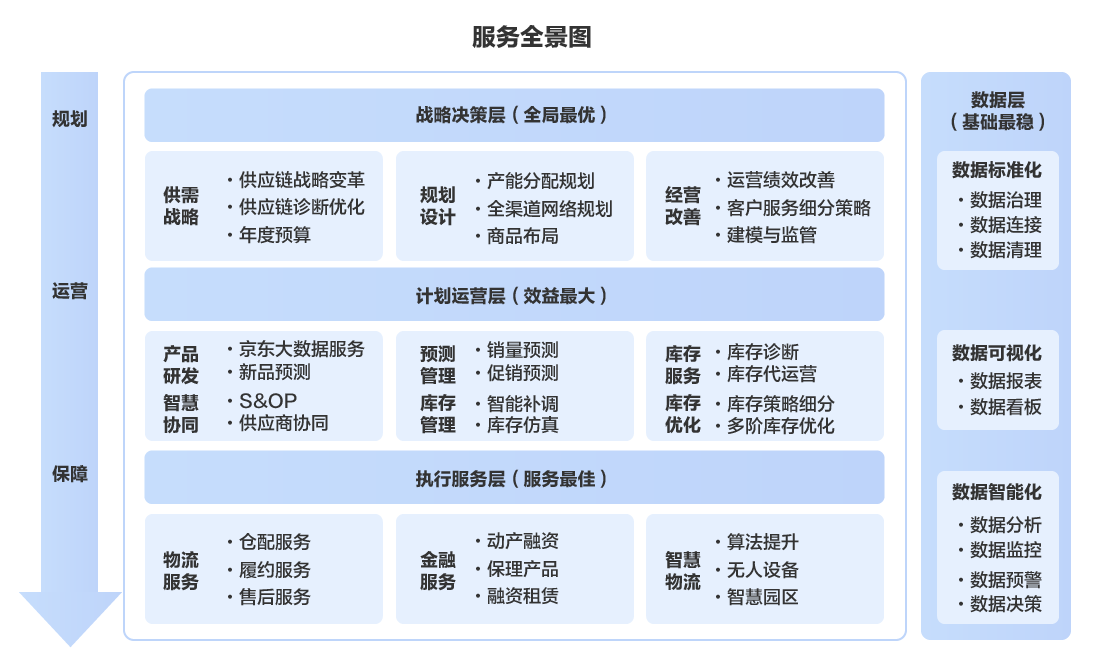 服务全景图
规划
运营
保障
战略决策层（全局最优）
供需
战略
·供应链战略变革
·供应链诊断优化
·年度预算
规划
设计
·产能分配规划
·全渠道网络规划
·商品布局
经营
改善
·运营绩效改善
·客户服务细分策略
·建模与监管
计划运营层（效益最大）
产品
研发
·京东大数据服务
·新品预测
智慧
协同
·S&OP
·供应商协同
预测
管理
·销量预测
·促销预测
库存
管理
·智能补调
·库存仿真
库存
服务
·库存诊断
·库存代运营
库存
优化
·库存策略细分
·多阶库存优化
执行服务层（服务最佳）
物流
服务
·仓配服务
·履约服务
·售后服务
金融
服务
·动产融资
·保理产品
·融资租赁
智慧
物流
·算法提升
·无人设备
·智慧园区
数据层
（基础最稳）
数据标准化
·数据治理
·数据连接
·数据清理
数据可视化
·数据报表
·数据看板
数据智能化
·数据分析
·数据监控
·数据预警
·数据决策